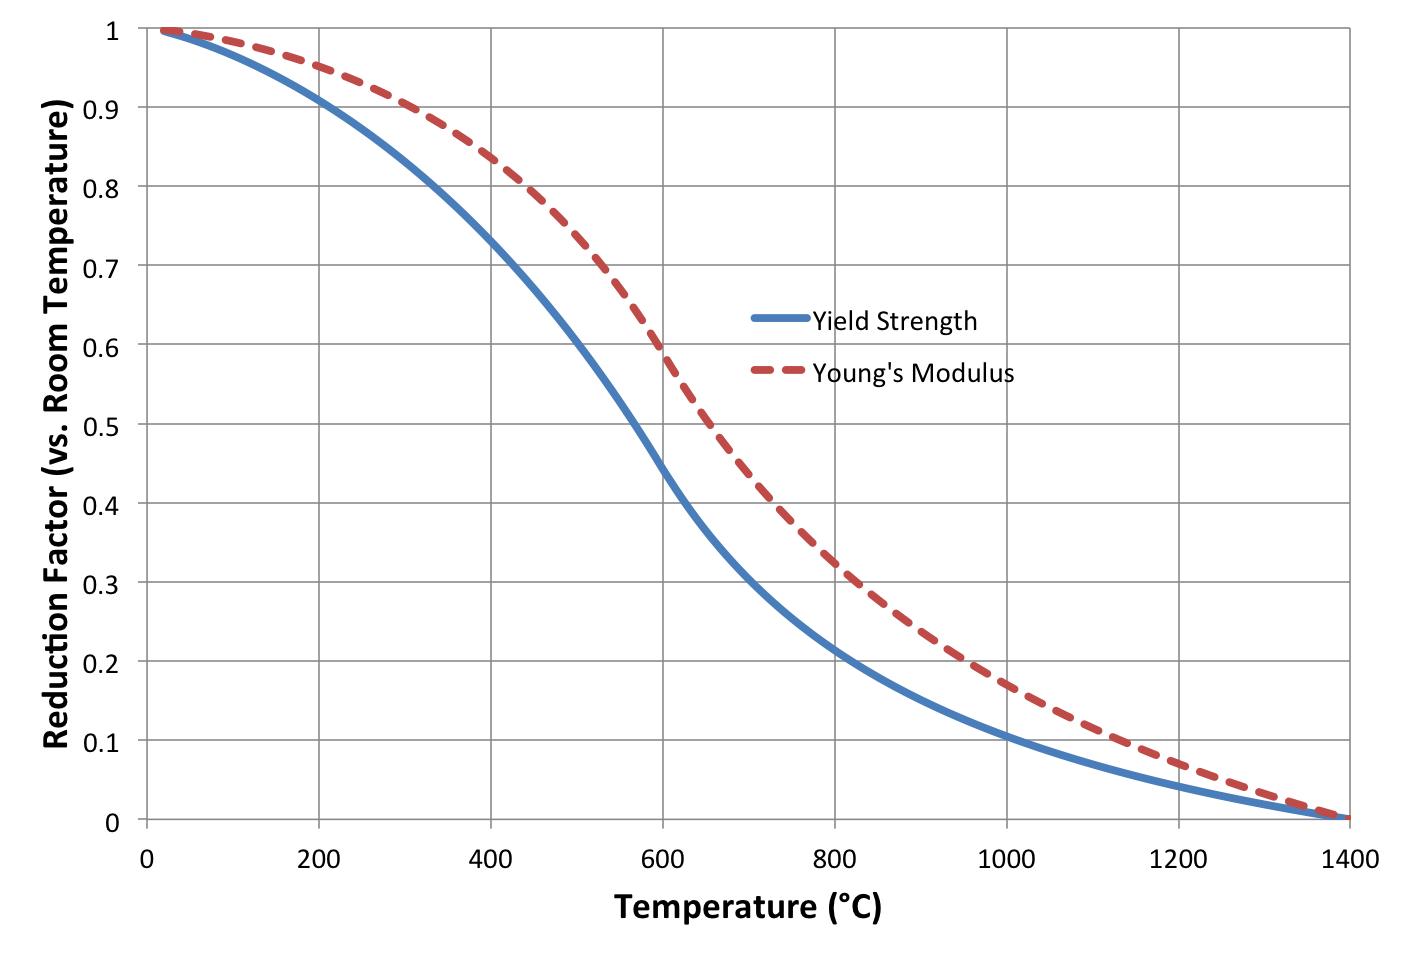 Reduction Factor (vs. Room Temperature)
1
0.9
0.8
0.7
0.6
0.5
0.4
0.3
0.2
0.1
0
Yield Strength
Young's Modulus
0 200 400 600 800 1000 1200 1400
Temperature (°C)